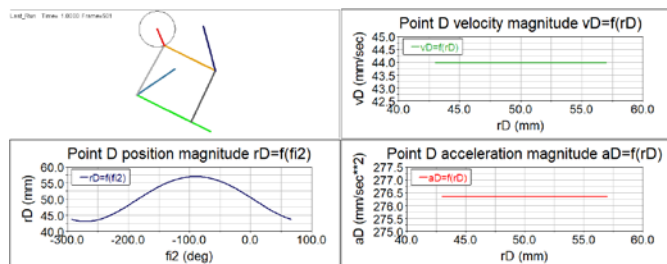 Last_Run Time= 1.0000 Frame=501
Point D velocity magnitude vD=f(rD)
vD (mm/sec)
45.0
44.5
44.0
43.5
43.0
42.5
vD=f(rD)
40.0 45.0 50.0 55.0 60.0
rD (mm)
Point D position magnitude rD=f(fi2)
rD (mm)
60.0
55.0
50.0
45.0
40.0
rD=f(fi2)
-300.0 -200.0 -100.0 0.0 100.0
fi2 (deg)
Point D acceleration magnitude aD=f(rD)
aD (mm/sec**2)
277.5
277.0
276.5
276.0
275.5
275.0
aD=f(rD)
40.0 45.0 50.0 55.0 60.0
rD (mm)